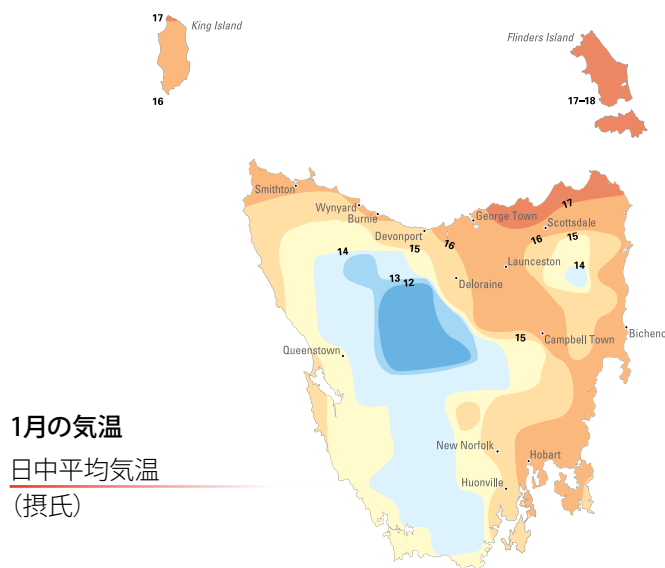 17
King Island
Flinders Island
16
17–18
Smithton
17
Wynyard
George Town
Burnie
Scottsdale
Devonport
16
15
15
16
14
Launceston
14
13
12
Deloraine
Bicheno
15
Campbell Town
Queenstown
1月の気温
New Norfolk
Hobart
日中平均気温
Huonville
(摂氏)